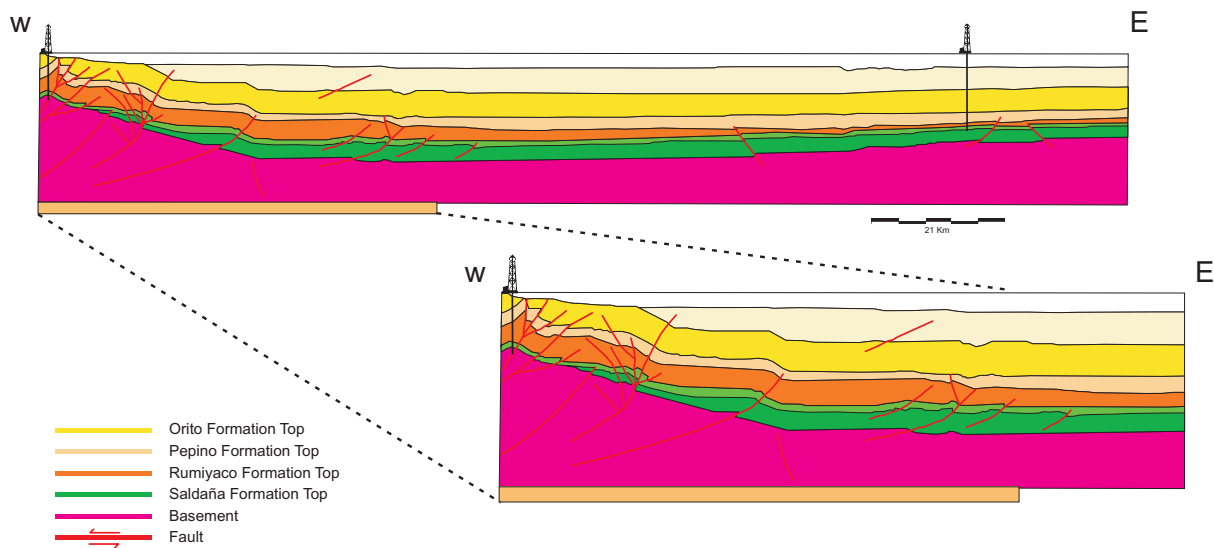 W
E
21 Km
W
E
Orito Formation Top
Pepino Formation Top
Rumiyaco Formation Top
Saldaña Formation Top
Basement
Fault